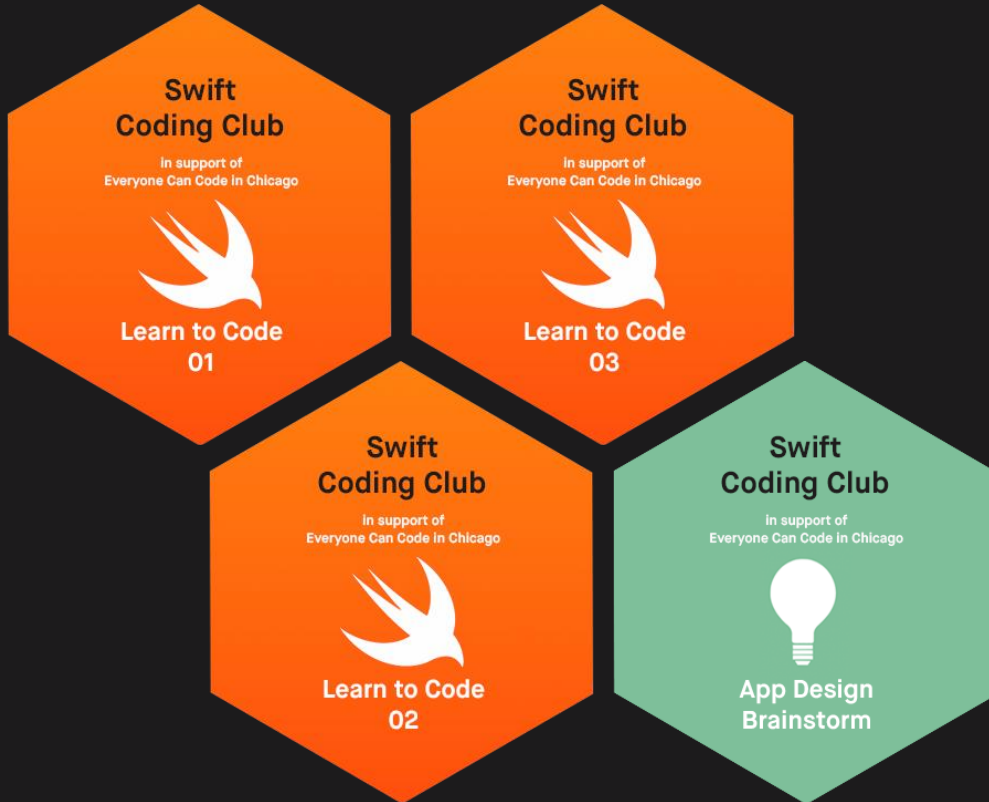 Swift
Coding Club
in support of
Everyone Can Code in Chicago
Learn to Code
01
Swift
Coding Club
in support of
Everyone Can Code in Chicago
Learn to Code
03
Swift
Coding Club
in support of
Everyone Can Code in Chicago
Learn to Code
02
Swift
Coding Club
in support of
Everyone Can Code in Chicago
App Design
Brainstorm